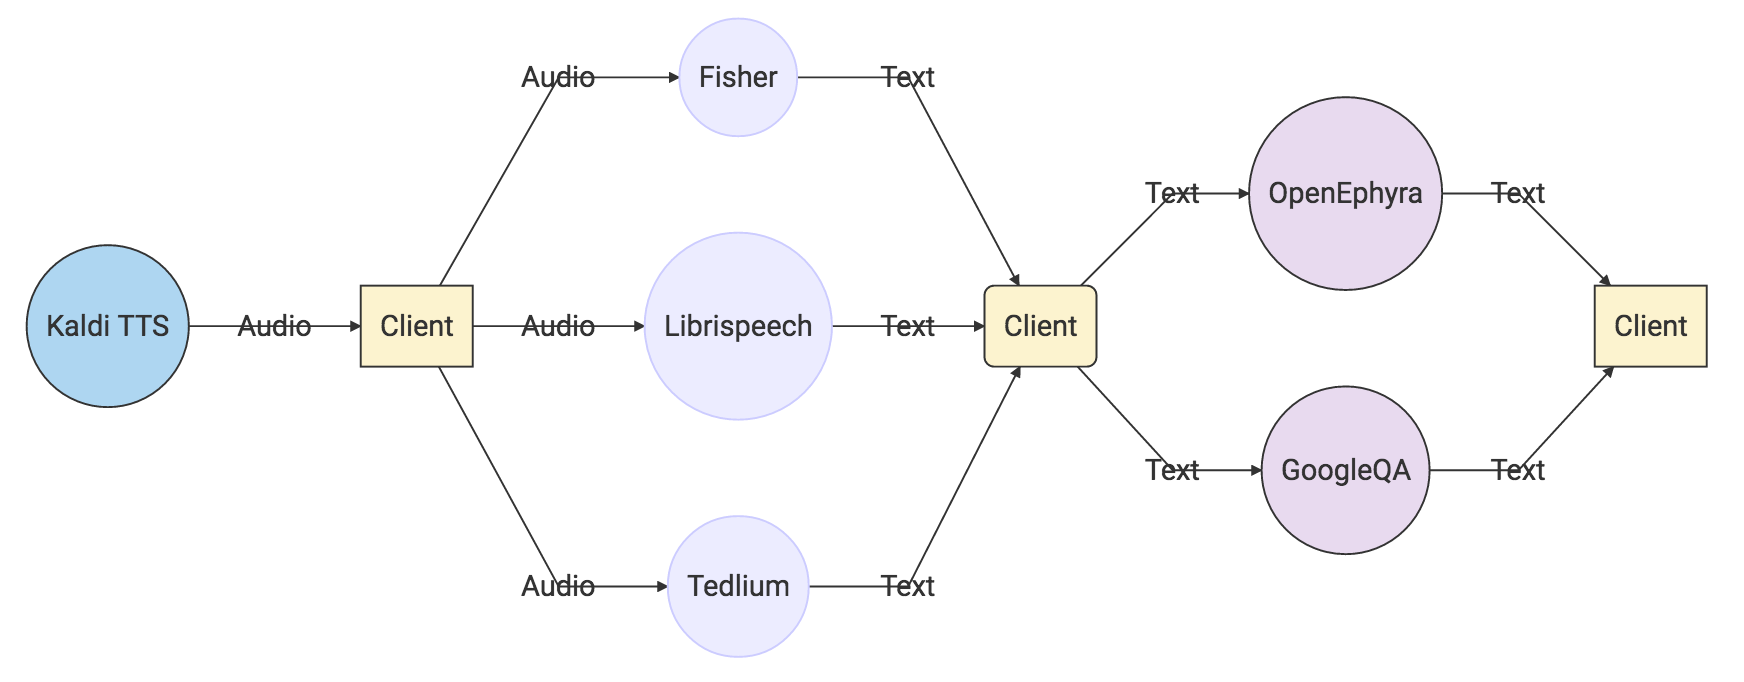 Kaldi TTS
Audio
Client
Audio
Audio
Audio
Fisher
Librispeech
Tedlium
Text
Text
Text
Client
Text
Text
OpenEphyra
GoogleQA
Text
Text
Client